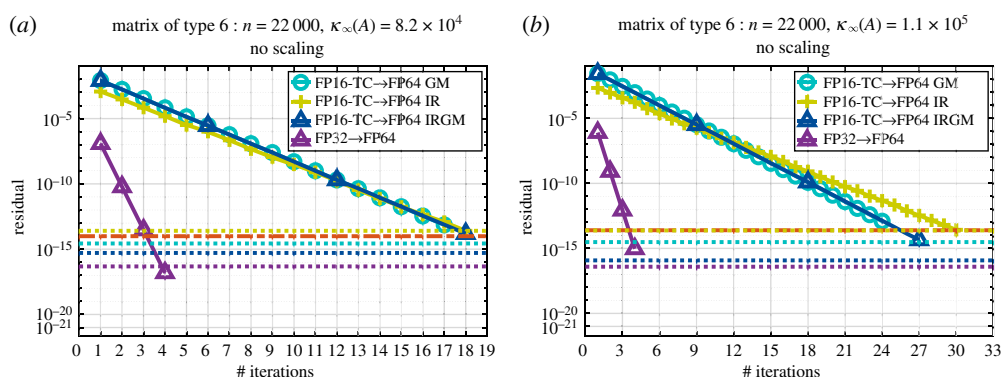 (a)
matrix of type 6 : n = 22 000, κ∞(A) = 8.2 × 10⁴
no scaling
FP16-TC→FP64 GM
FP16-TC→FP64 IR
FP16-TC→FP64 IRGM
FP32→FP64
residual
10⁻⁵
10⁻¹⁰
10⁻¹⁵
10⁻²⁰
10⁻²¹
0 1 2 3 4 5 6 7 8 9 10 11 12 13 14 15 16 17 18 19
# iterations
(b)
matrix of type 6 : n = 22 000, κ∞(A) = 1.1 × 10⁵
no scaling
FP16-TC→FP64 GM
FP16-TC→FP64 IR
FP16-TC→FP64 IRGM
FP32→FP64
residual
10⁻⁵
10⁻¹⁰
10⁻¹⁵
10⁻²⁰
10⁻²¹
0 3 6 9 12 15 18 21 24 27 30 33
# iterations